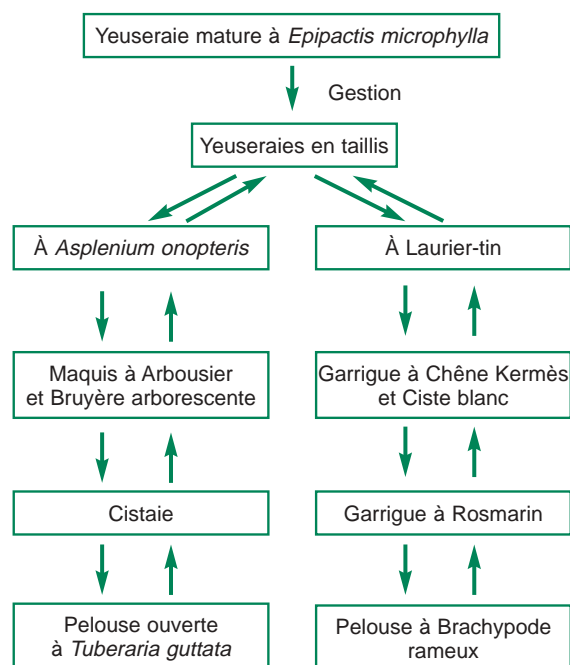 Yeuseraie mature à Epipactis microphylla
Gestion
Yeuseraies en taillis
À Asplenium onopteris
À Laurier-tin
Maquis à Arbousier
et Bruyère arborescente
Garrigue à Chêne Kermès
et Ciste blanc
Cistaie
Garrigue à Rosmarin
Pelouse ouverte
à Tuberaria guttata
Pelouse à Brachypode
rameux